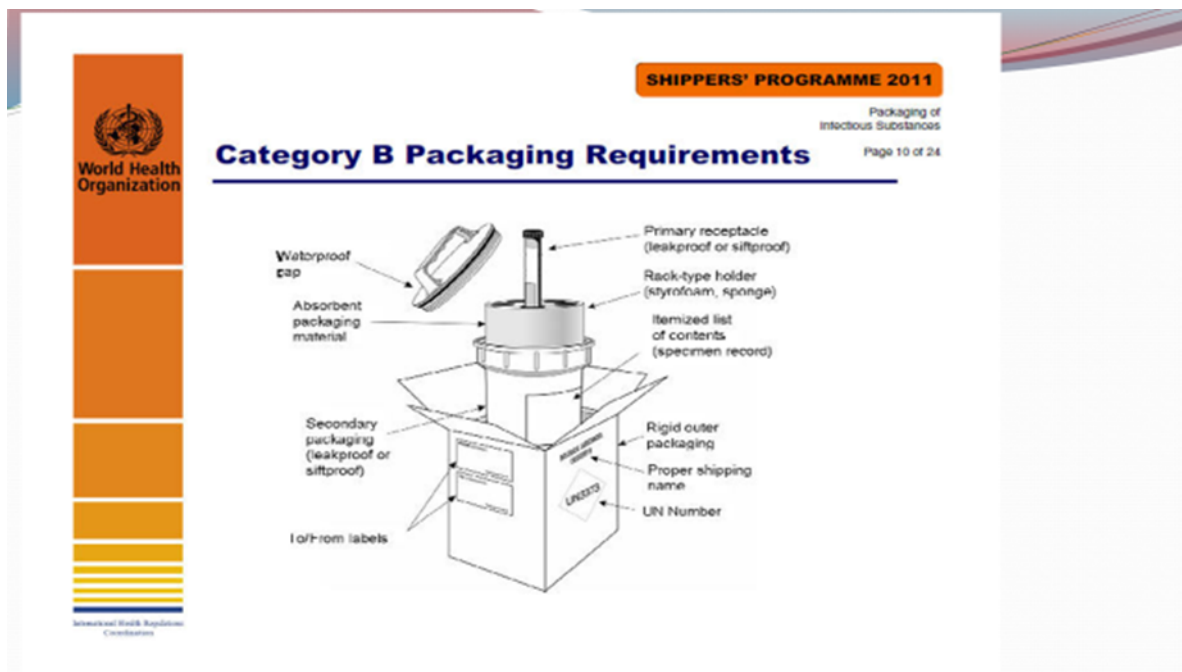 SHIPPERS' PROGRAMME 2011
Packaging of
Infectious Substances
Page 10 of 24
World Health
Organization
Category B Packaging Requirements
Waterproof
cap
Absorbent
packaging
material
Secondary
packaging
(leakproof or
siftproof)
To/From labels
Primary receptacle
(leakproof or siftproof)
Rack-type holder
(styrofoam, sponge)
Itemized list
of contents
(specimen record)
Rigid outer
packaging
Proper shipping
name
UN Number
UN3373
International Health Regulations
Coordination